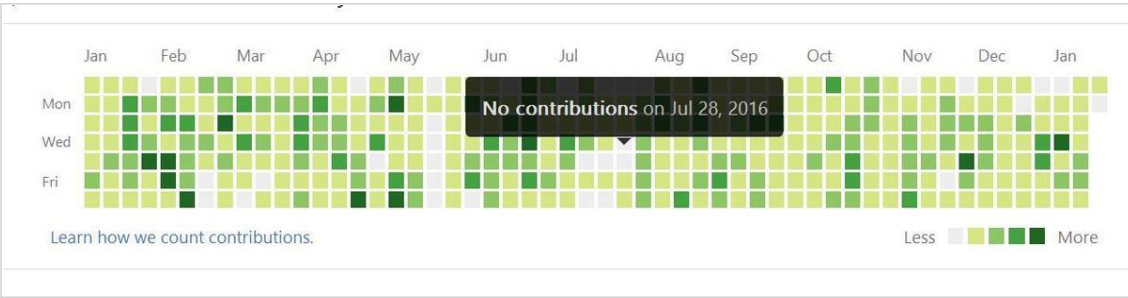 Jan Feb Mar Apr May Jun Jul Aug Sep Oct Nov Dec Jan
Mon
No contributions on Jul 28, 2016
Wed
Fri
Learn how we count contributions.
Less More